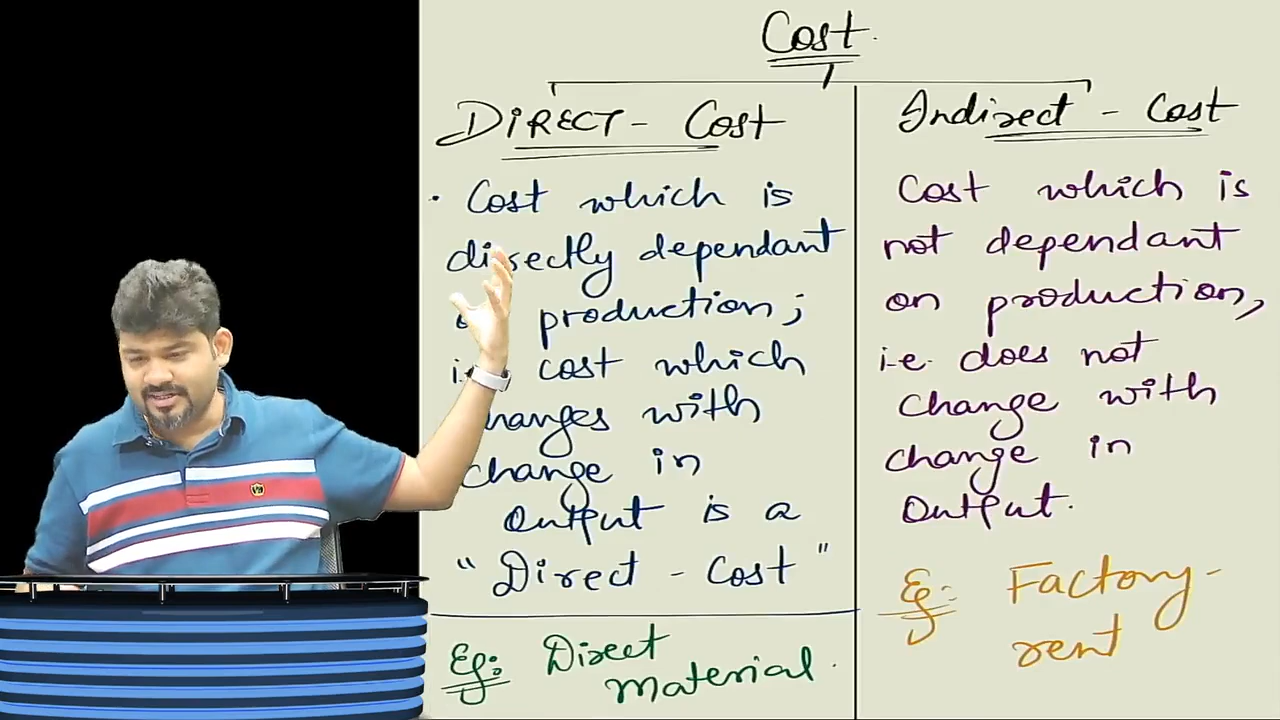 Cost.
DIRECT - Cost
• Cost which is
directly dependant
production;
cost which
changes with
change in
Output is a
"Direct - Cost"
Eg: Direct
Material.
Indirect - Cost
Cost which is
not dependant
on production,
i.e. does not
change with
change in
Output.
Eg: Factory-
rent